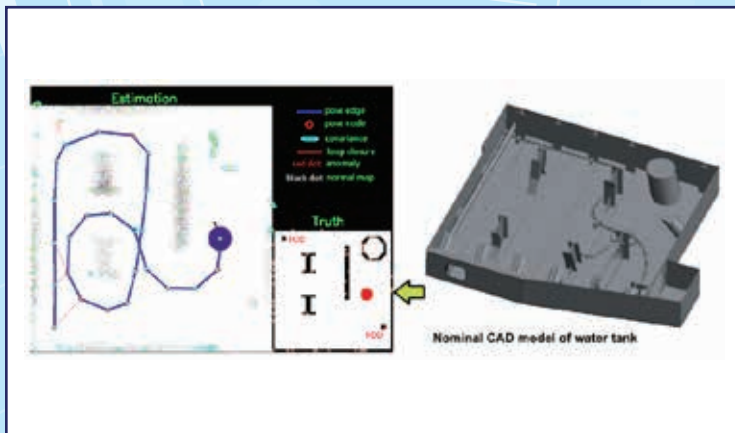 Estimation
pose edge
pose node
covariance
loop closure
red dot: anomaly
black dot: normal map
Truth
FOD
FOD
Nominal CAD model of water tank